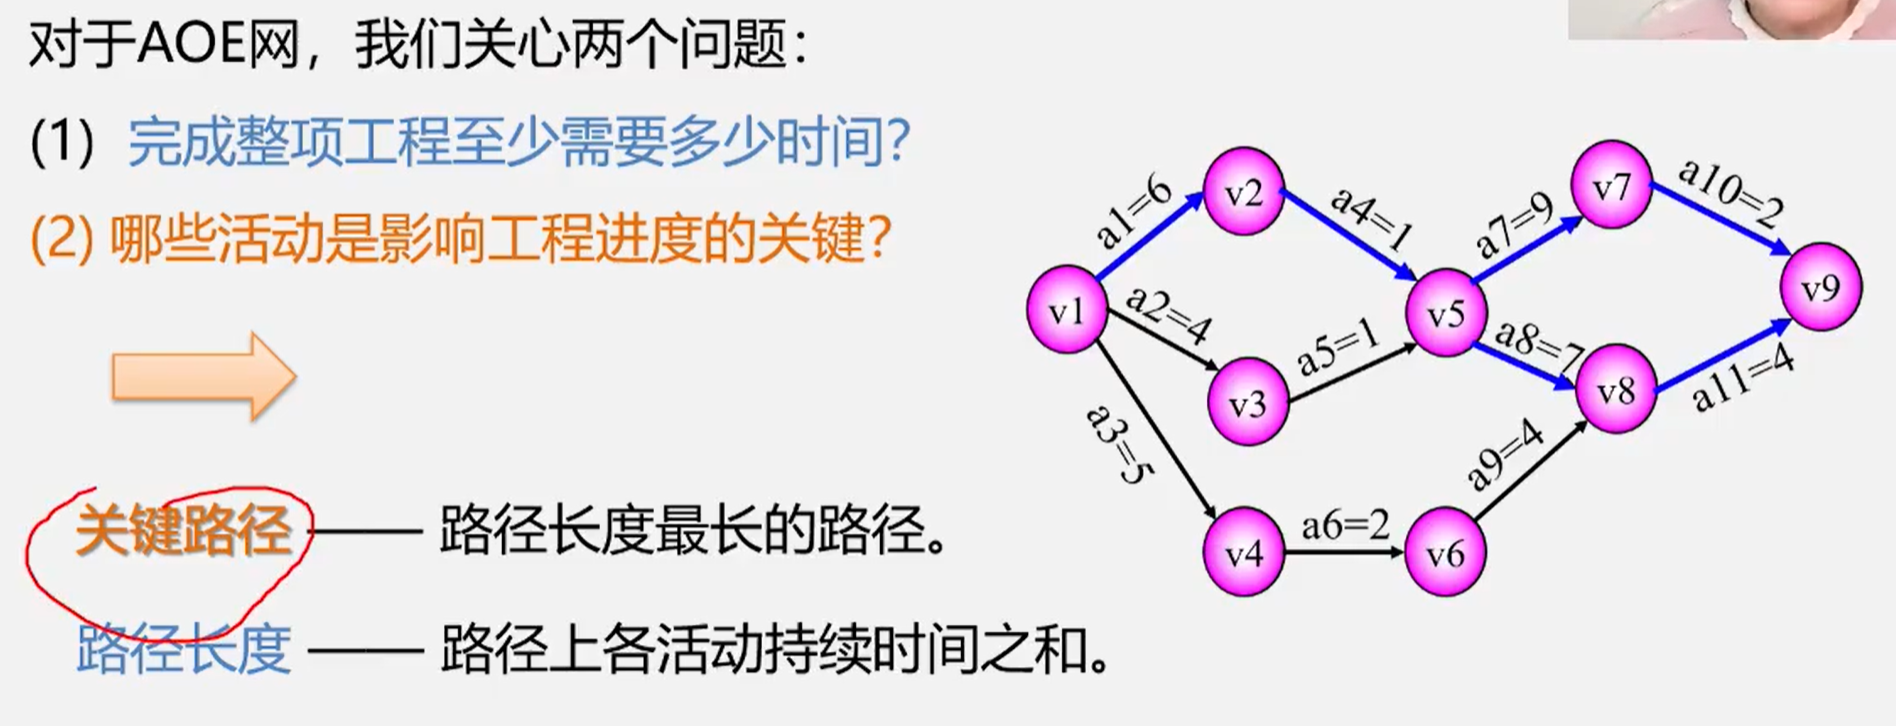 对于AOE网，我们关心两个问题：
(1) 完成整项工程至少需要多少时间？
(2) 哪些活动是影响工程进度的关键？
关键路径 —— 路径长度最长的路径。
路径长度 —— 路径上各活动持续时间之和。
v1
v2
v3
v4
v5
v6
v7
v8
v9
a1=6
a2=4
a3=5
a4=1
a5=1
a6=2
a7=9
a8=7
a9=4
a10=2
a11=4